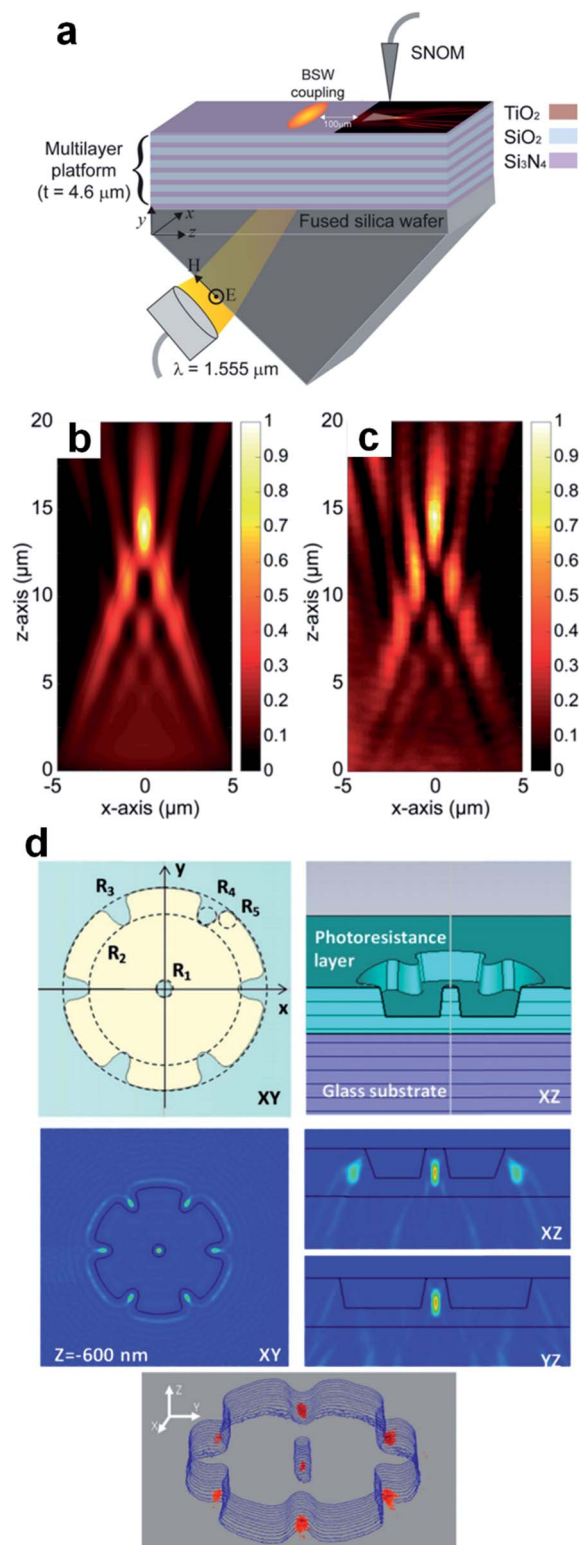 a
SNOM
BSW
coupling
100μm
TiO₂
SiO₂
Si₃N₄
Multilayer
platform
(t = 4.6 μm)
y
x
z
Fused silica wafer
H
E
λ = 1.555 μm
b
c
20
15
10
5
0
z-axis (µm)
-5
0
5
x-axis (µm)
1
0.9
0.8
0.7
0.6
0.5
0.4
0.3
0.2
0.1
0
20
15
10
5
0
z-axis (µm)
-5
0
5
x-axis (µm)
1
0.9
0.8
0.7
0.6
0.5
0.4
0.3
0.2
0.1
0
d
y
R₃
R₄
R₅
R₂
R₁
x
XY
Photoresistance
layer
Glass substrate
XZ
Z=-600 nm
XY
XZ
YZ
Z
Y
X